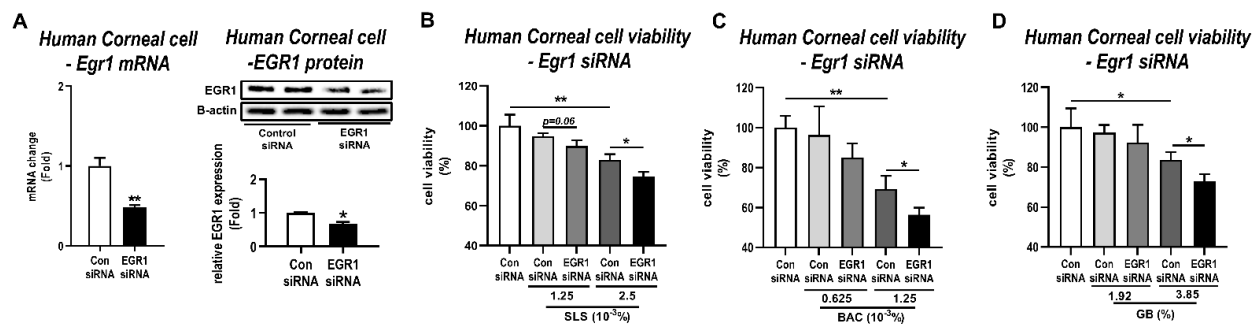 A
Human Corneal cell
- Egr1 mRNA
mRNA change
(Fold)
2
1
0
**
Con
siRNA
EGR1
siRNA
Human Corneal cell
-EGR1 protein
EGR1
B-actin
Control
siRNA
EGR1
siRNA
relative EGR1 expression
(Fold)
2
1
0
*
Con
siRNA
EGR1
siRNA
B
Human Corneal cell viability
- Egr1 siRNA
cell viability
(%)
120
100
80
60
40
**
p=0.06
*
Con
siRNA
Con
siRNA
EGR1
siRNA
Con
siRNA
EGR1
siRNA
1.25
2.5
SLS (10⁻³%)
C
Human Corneal cell viability
- Egr1 siRNA
cell viability
(%)
120
100
80
60
40
**
*
Con
siRNA
Con
siRNA
EGR1
siRNA
Con
siRNA
EGR1
siRNA
0.625
1.25
BAC (10⁻³%)
D
Human Corneal cell viability
- Egr1 siRNA
cell viability
(%)
120
100
80
60
40
*
*
Con
siRNA
Con
siRNA
EGR1
siRNA
Con
siRNA
EGR1
siRNA
1.92
3.85
GB (%)